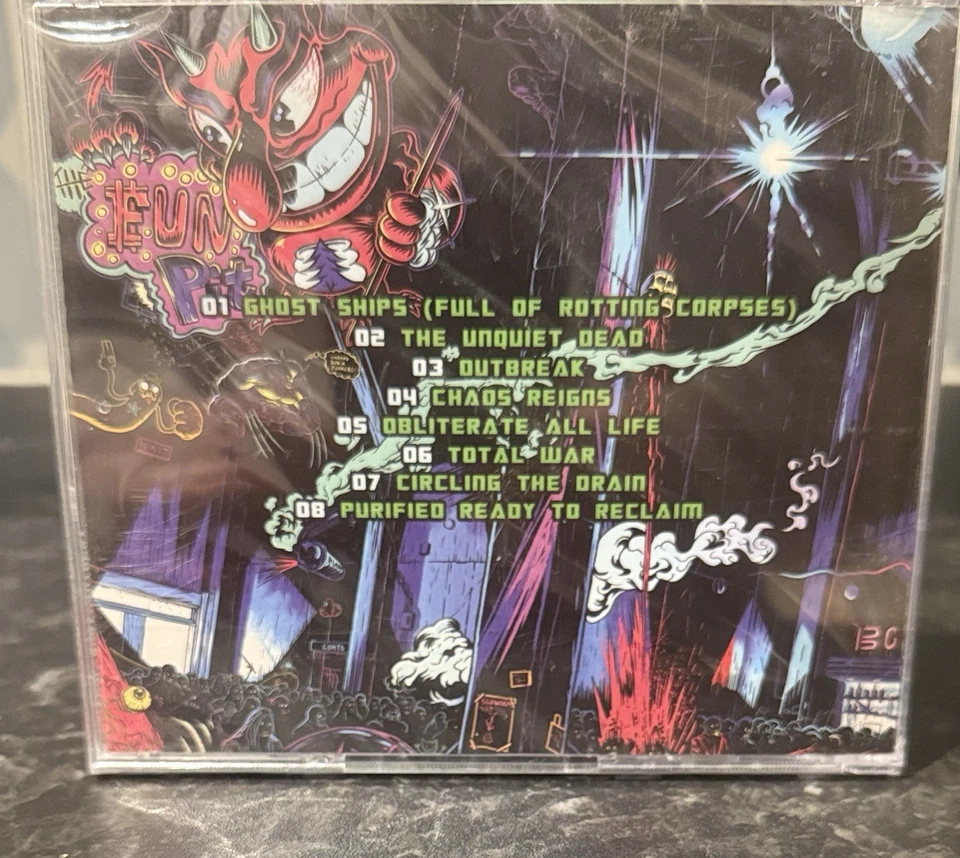 FUN
Pit
01 GHOST SHIPS (FULL OF ROTTING CORPSES)
02 THE UNQUIET DEAD
03 OUTBREAK
04 CHAOS REIGNS
05 OBLITERATE ALL LIFE
06 TOTAL WAR
07 CIRCLING THE DRAIN
08 PURIFIED READY TO RECLAIM